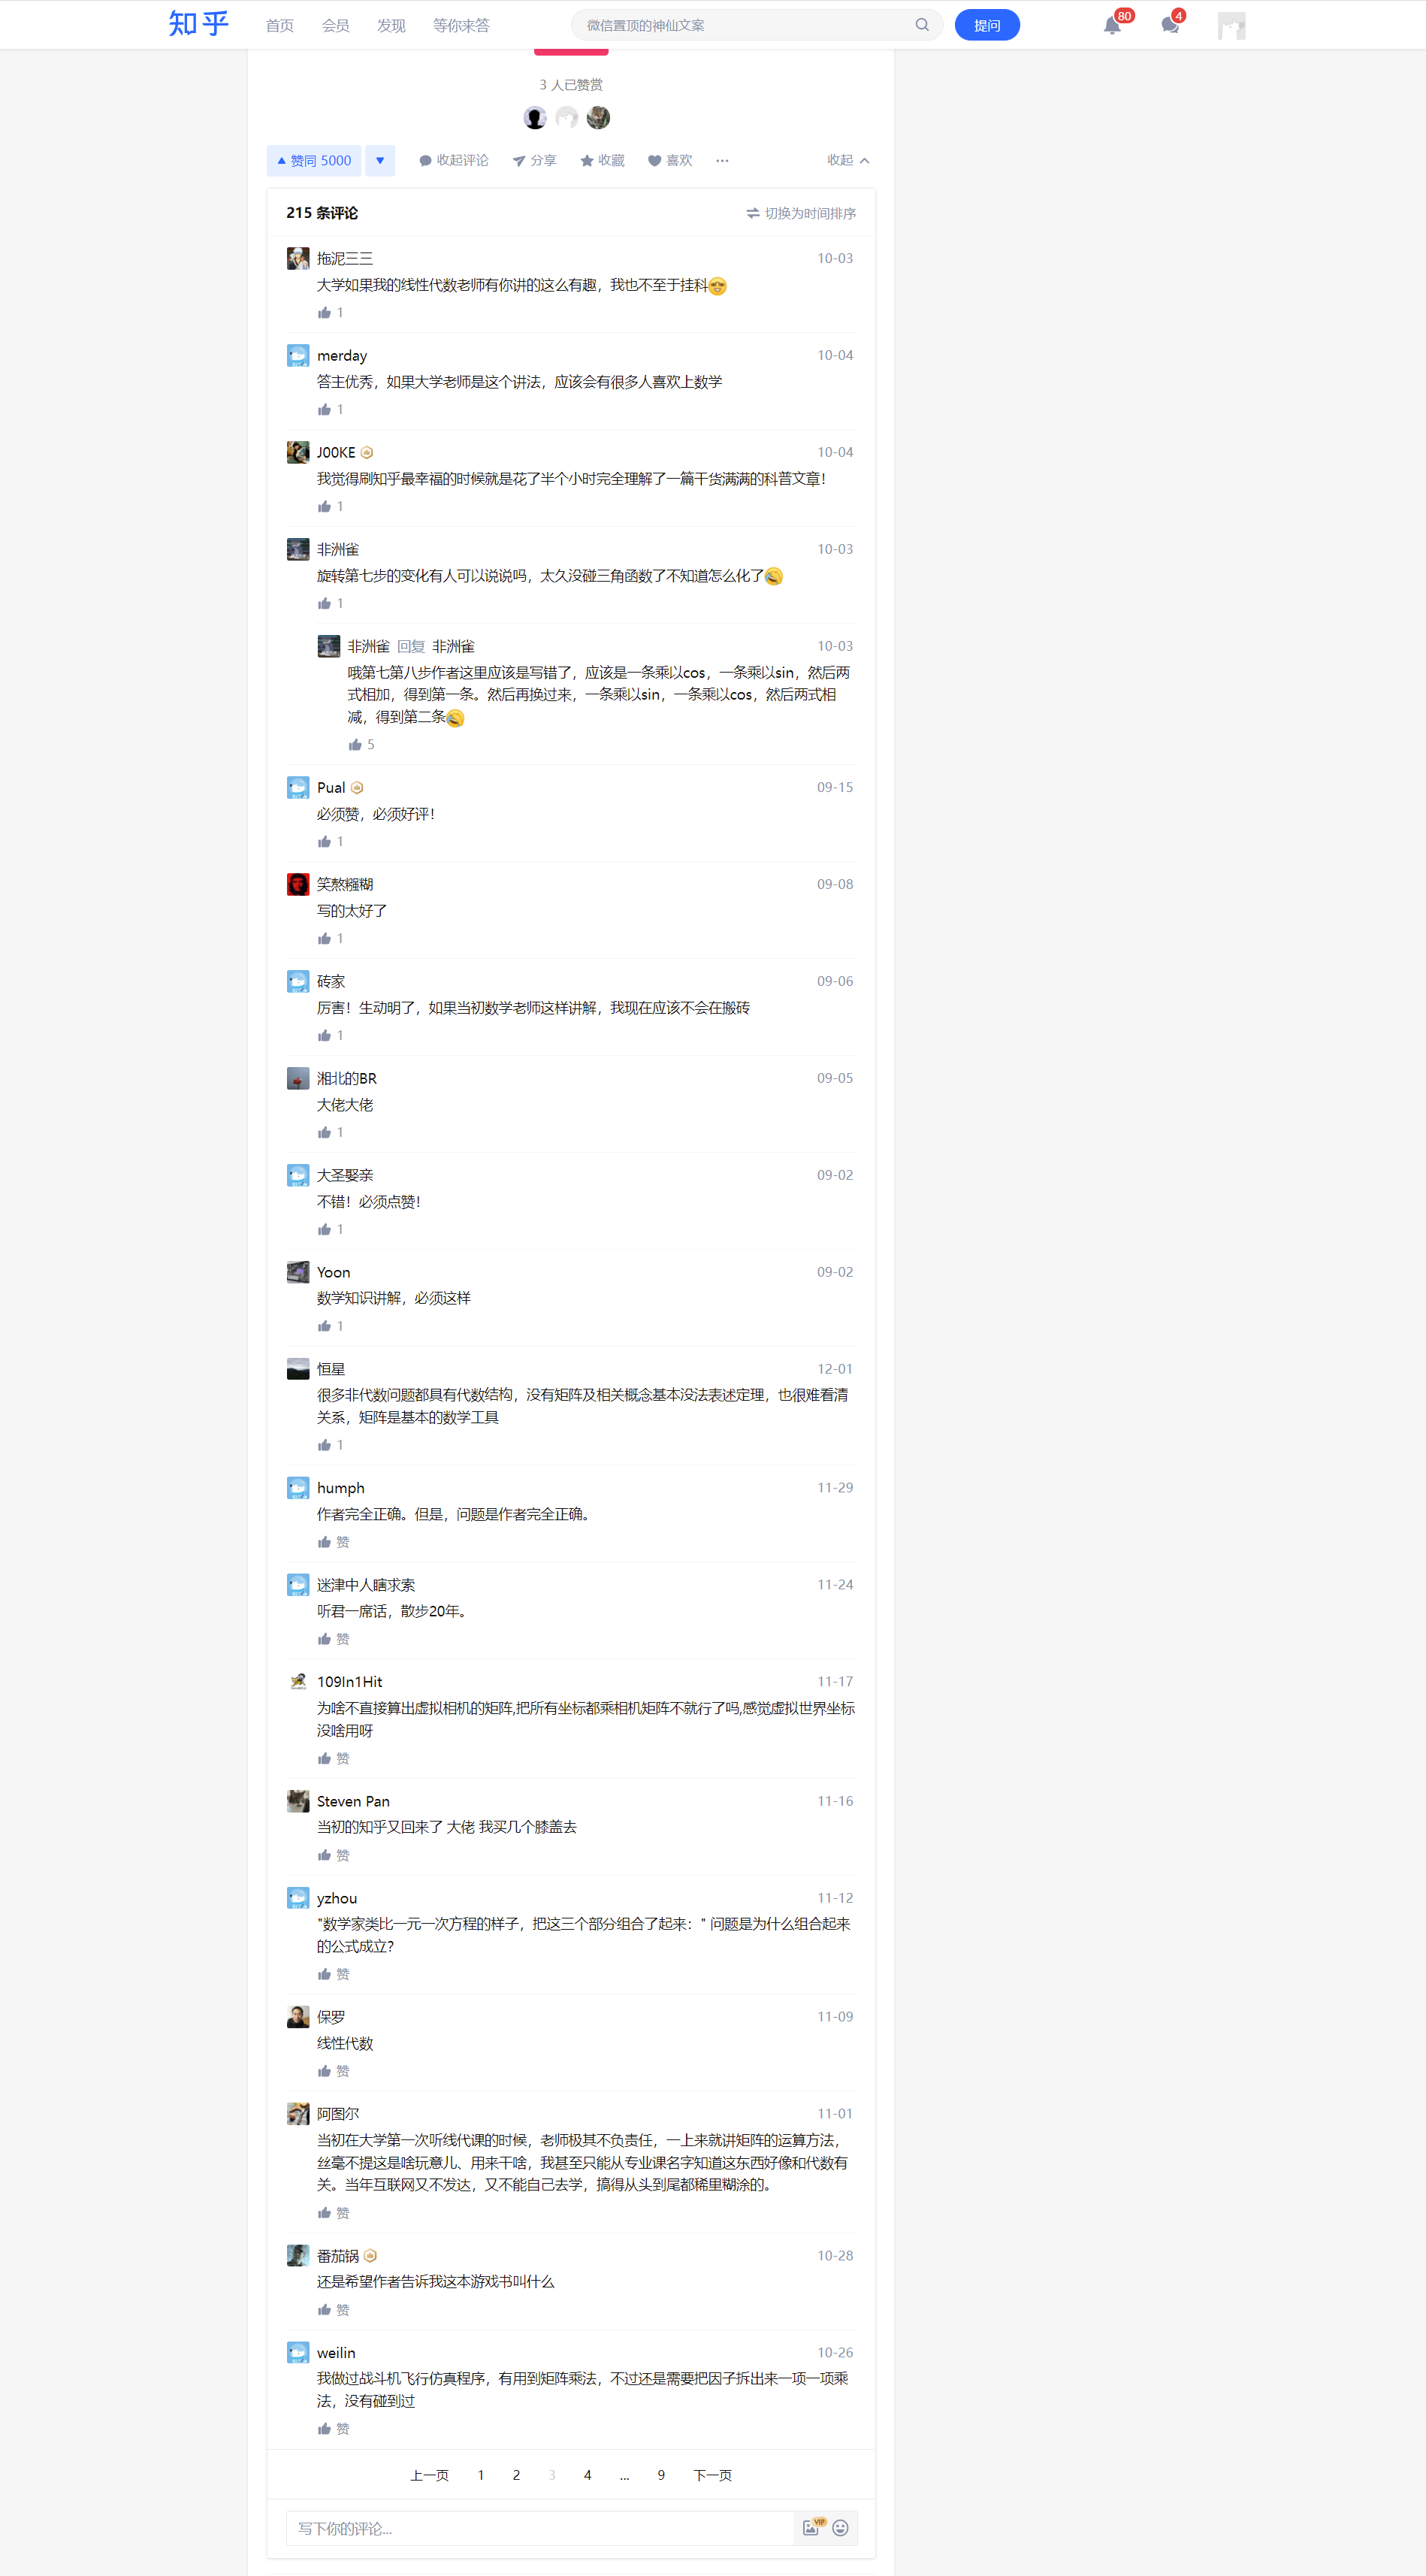 知乎 首页 会员 发现 等你来答 微信置顶的神仙文案 提问 80 4
3 人已赞赏
赞同 5000 收起评论 分享 收藏 喜欢 收起
215 条评论 切换为时间排序
拖泥三三 10-03
大学如果我的线性代数老师有你讲的这么有趣，我也不至于挂科
1
merday 10-04
答主优秀，如果大学老师是这个讲法，应该会有很多人喜欢上数学
1
J00KE 10-04
我觉得刷知乎最幸福的时候就是花了半个小时完全理解了一篇干货满满的科普文章！
1
非洲雀 10-03
旋转第七步的变化有人可以说说吗，太久没碰三角函数了不知道怎么化了
1
非洲雀 回复 非洲雀 10-03
哦第七第八步作者这里应该是写错了，应该是一条乘以cos，一条乘以sin，然后两
式相加，得到第一条。然后再换过来，一条乘以sin，一条乘以cos，然后两式相
减，得到第二条
5
Pual 09-15
必须赞，必须好评！
1
笑熬糨糊 09-08
写的太好了
1
砖家 09-06
厉害！生动明了，如果当初数学老师这样讲解，我现在应该不会在搬砖
1
湘北的BR 09-05
大佬大佬
1
大圣娶亲 09-02
不错！必须点赞！
1
Yoon 09-02
数学知识讲解，必须这样
1
恒星 12-01
很多非代数问题都具有代数结构，没有矩阵及相关概念基本没法表述定理，也很难看清
关系，矩阵是基本的数学工具
1
humph 11-29
作者完全正确。但是，问题是作者完全正确。
赞
迷津中人瞎求索 11-24
听君一席话，散步20年。
赞
109In1Hit 11-17
为啥不直接算出虚拟相机的矩阵,把所有坐标都乘相机矩阵不就行了吗,感觉虚拟世界坐标
没啥用呀
赞
Steven Pan 11-16
当初的知乎又回来了 大佬 我买几个膝盖去
赞
yzhou 11-12
"数学家类比一元一次方程的样子，把这三个部分组合了起来：" 问题是为什么组合起来
的公式成立？
赞
保罗 11-09
线性代数
赞
阿图尔 11-01
当初在大学第一次听线代课的时候，老师极其不负责任，一上来就讲矩阵的运算方法，
丝毫不提这是啥玩意儿、用来干啥，我甚至只能从专业课名字知道这东西好像和代数有
关。当年互联网又不发达，又不能自己去学，搞得从头到尾都稀里糊涂的。
赞
番茄锅 10-28
还是希望作者告诉我这本游戏书叫什么
赞
weilin 10-26
我做过战斗机飞行仿真程序，有用到矩阵乘法，不过还是需要把因子拆出来一项一项乘
法，没有碰到过
赞
上一页 1 2 3 4 ... 9 下一页
写下你的评论... VIP